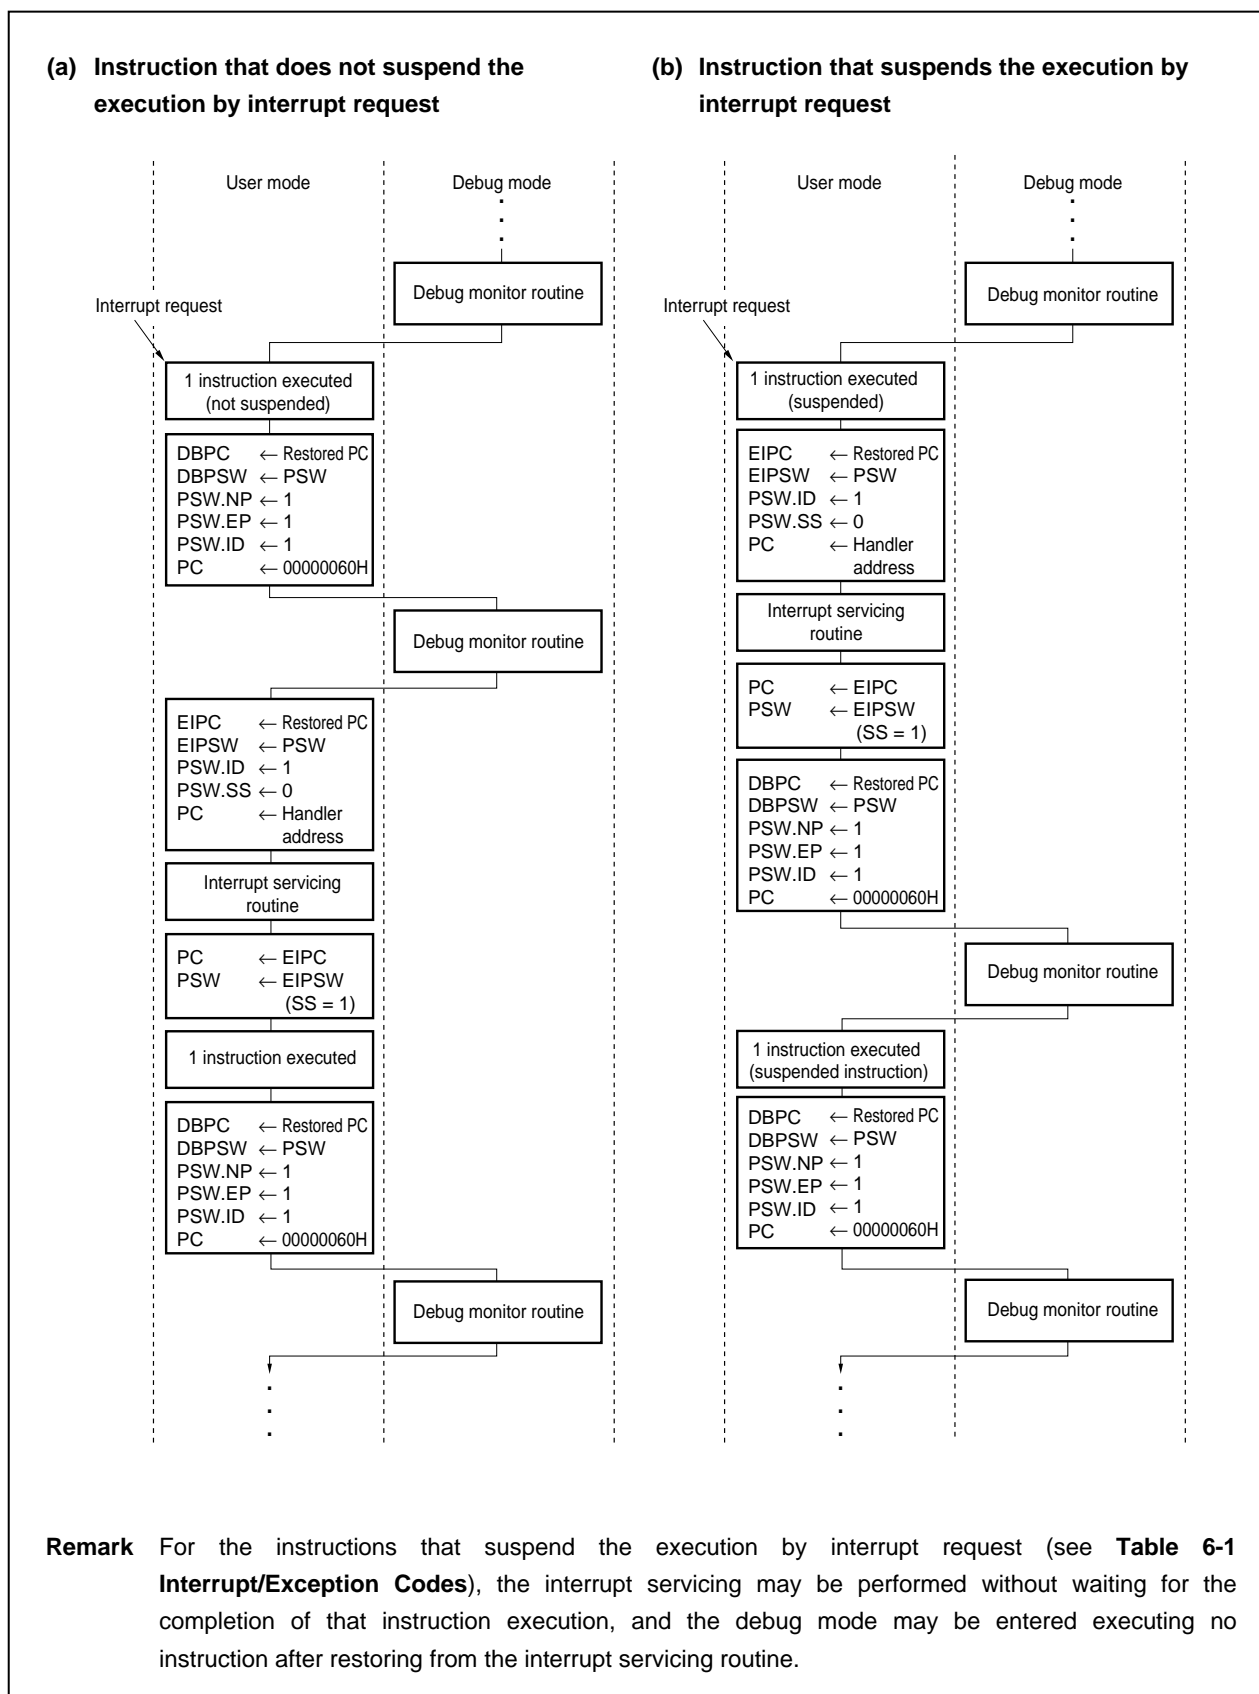 (a) Instruction that does not suspend the
execution by interrupt request
User mode
Debug mode
Debug monitor routine
Interrupt request
1 instruction executed
(not suspended)
DBPC ← Restored PC
DBPSW ← PSW
PSW.NP ← 1
PSW.EP ← 1
PSW.ID ← 1
PC ← 00000060H
Debug monitor routine
EIPC ← Restored PC
EIPSW ← PSW
PSW.ID ← 1
PSW.SS ← 0
PC ← Handler
address
Interrupt servicing
routine
PC ← EIPC
PSW ← EIPSW
(SS = 1)
1 instruction executed
DBPC ← Restored PC
DBPSW ← PSW
PSW.NP ← 1
PSW.EP ← 1
PSW.ID ← 1
PC ← 00000060H
Debug monitor routine
(b) Instruction that suspends the execution by
interrupt request
User mode
Debug mode
Debug monitor routine
Interrupt request
1 instruction executed
(suspended)
EIPC ← Restored PC
EIPSW ← PSW
PSW.ID ← 1
PSW.SS ← 0
PC ← Handler
address
Interrupt servicing
routine
PC ← EIPC
PSW ← EIPSW
(SS = 1)
DBPC ← Restored PC
DBPSW ← PSW
PSW.NP ← 1
PSW.EP ← 1
PSW.ID ← 1
PC ← 00000060H
Debug monitor routine
1 instruction executed
(suspended instruction)
DBPC ← Restored PC
DBPSW ← PSW
PSW.NP ← 1
PSW.EP ← 1
PSW.ID ← 1
PC ← 00000060H
Debug monitor routine
Remark For the instructions that suspend the execution by interrupt request (see Table 6-1
Interrupt/Exception Codes), the interrupt servicing may be performed without waiting for the
completion of that instruction execution, and the debug mode may be entered executing no
instruction after restoring from the interrupt servicing routine.